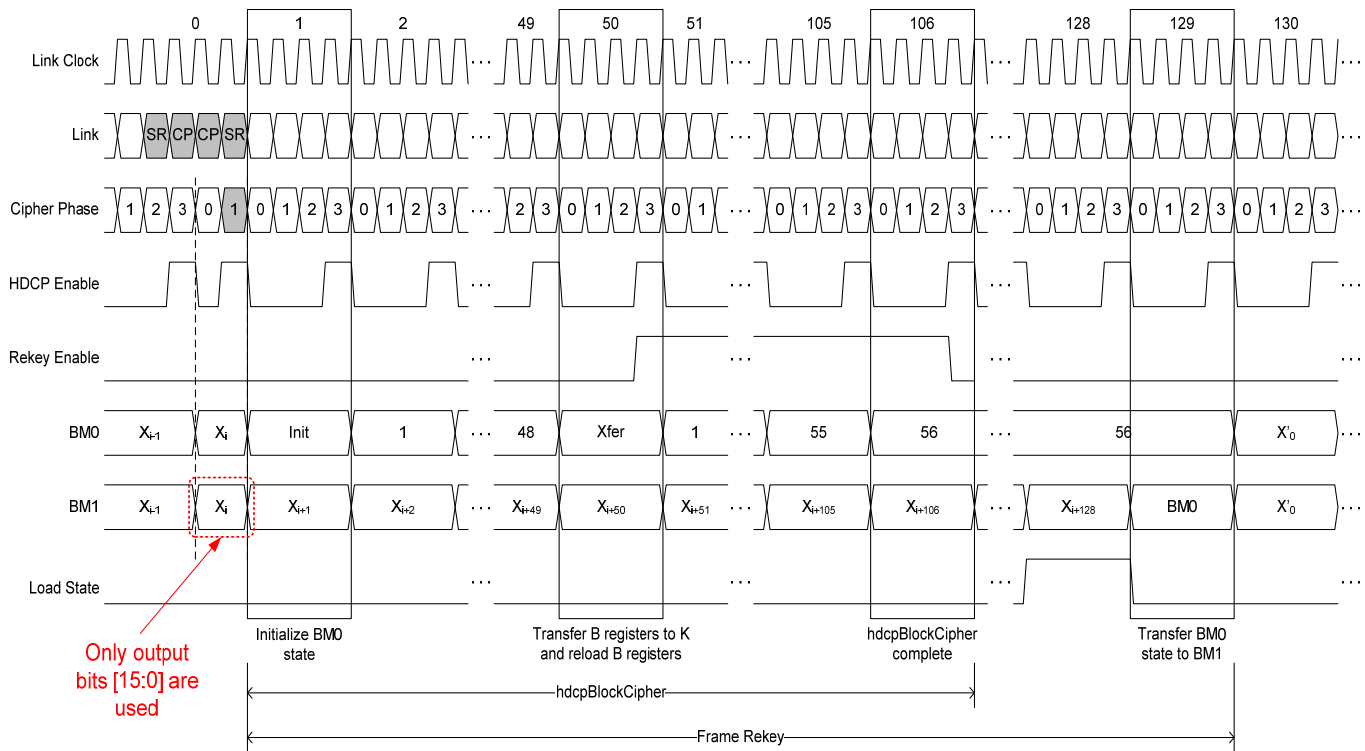 0 1 2 49 50 51 105 106 128 129 130
Link Clock ... ... ... ...
Link SR CP CP SR ... ... ... ...
Cipher Phase 1 2 3 0 1 0 1 2 3 0 1 2 3 ... 2 3 0 1 2 3 0 1 ... 0 1 2 3 0 1 2 3 ... 0 1 2 3 0 1 2 3 0 1 2 3 ...
HDCP Enable ... ... ... ...
Rekey Enable ... ... ... ...
BM0 Xi-1 Xi Init 1 ... 48 Xfer 1 ... 55 56 ... 56 X'0 ...
BM1 Xi-1 Xi Xi+1 Xi+2 ... Xi+49 Xi+50 Xi+51 ... Xi+105 Xi+106 ... Xi+128 BM0 X'0 ...
Load State ... ... ... ...
Initialize BM0
state
Transfer B registers to K
and reload B registers
hdcpBlockCipher
complete
Transfer BM0
state to BM1
Only output
bits [15:0] are
used
hdcpBlockCipher
Frame Rekey